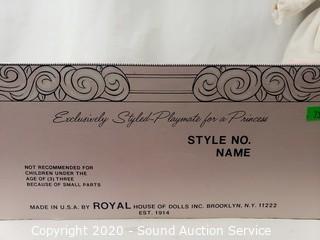 Exclusively Styled-Playmate for a Princess
STYLE NO.
NAME
NOT RECOMMENDED FOR
CHILDREN UNDER THE
AGE OF (3) THREE
BECAUSE OF SMALL PARTS
MADE IN U.S.A. BY ROYAL HOUSE OF DOLLS INC. BROOKLYN, N.Y. 11222
EST. 1914
Copyright 2020 - Sound Auction Service